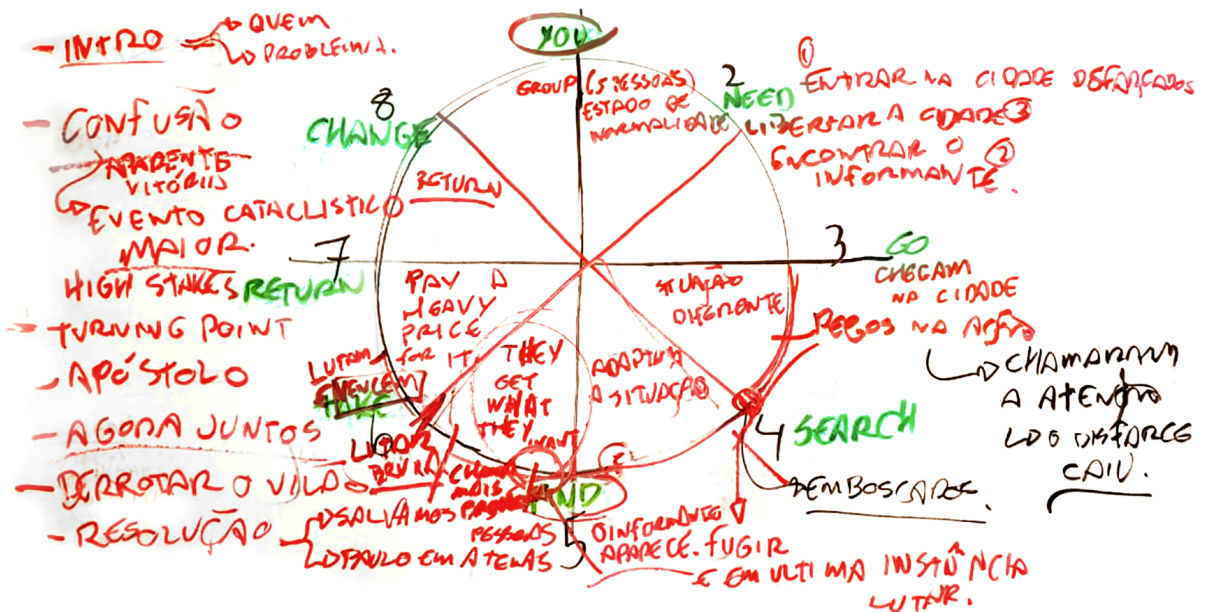 - INTRO
QUEM
PROBLEMA.
- CONFUSÃO
APARENTE
VITÓRIA
EVENTO CATACLISTICO
MAIOR.
HIGH STAKES
- TURNING POINT
- APÓSTOLO
- AGORA JUNTOS
- DERROTAR O VILÃO
- RESOLUÇÃO
SALVAMOS
PESSOAS
PAULO EM ATENAS
YOU
GROUP (5 PESSOAS)
ESTADO DE
NORMALIDADE
2
NEED
① ENTRAR NA CIDADE DISFARÇADOS
LIBERTAR A CIDADE ③
ENCONTRAR O ②
INFORMANTE.
3
GO
CHEGAM
NA CIDADE
PEGOS NA AÇÃO
CHAMARAM
A ATENÇÃO
O DISFARCE
CAIU.
SITUAÇÃO
DIFERENTE
4 SEARCH
EMBOSCADOS.
ADAPTAR
A SITUAÇÃO
FIND
5
O INFORMANTE
APARECE. FUGIR
E EM ULTIMA INSTÂNCIA
LUTAR.
THEY
GET
WHAT
THEY
WANT
PAY A
HEAVY
PRICE
for IT
LUTAM
E VENCEM
TAKE
6
MAIS
7
RETURN
8
CHANGE
RETURN